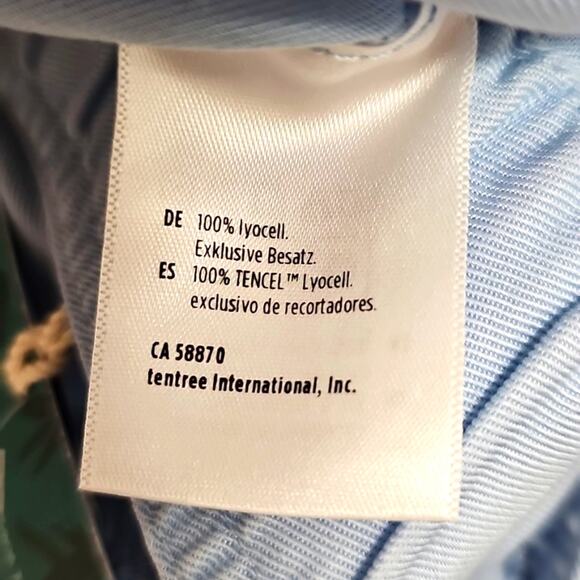 DE 100% lyocell.
Exklusive Besatz.
ES 100% TENCEL™ Lyocell.
exclusivo de recortadores.
CA 58870
tentree International, Inc.